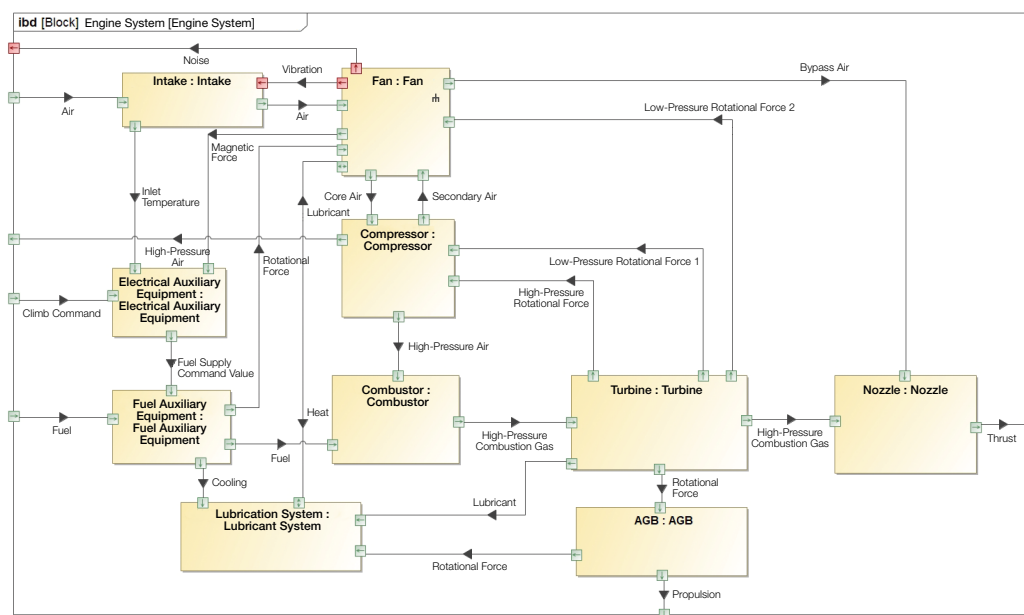 ibd [Block] Engine System [Engine System]
Noise
Intake : Intake
Vibration
Fan : Fan
Bypass Air
Air
Air
Low-Pressure Rotational Force 2
Magnetic
Force
Inlet
Temperature
Core Air
Secondary Air
Lubricant
Compressor :
Compressor
High-Pressure
Air
Rotational
Force
Low-Pressure Rotational Force 1
High-Pressure
Rotational Force
Electrical Auxiliary
Equipment :
Electrical Auxiliary
Equipment
Climb Command
High-Pressure Air
Fuel Supply
Command Value
Combustor :
Combustor
Turbine : Turbine
Nozzle : Nozzle
Fuel Auxiliary
Equipment :
Fuel Auxiliary
Equipment
Heat
Fuel
Fuel
High-Pressure
Combustion Gas
High-Pressure
Combustion Gas
Thrust
Cooling
Rotational
Force
Lubricant
Lubrication System :
Lubricant System
AGB : AGB
Rotational Force
Propulsion